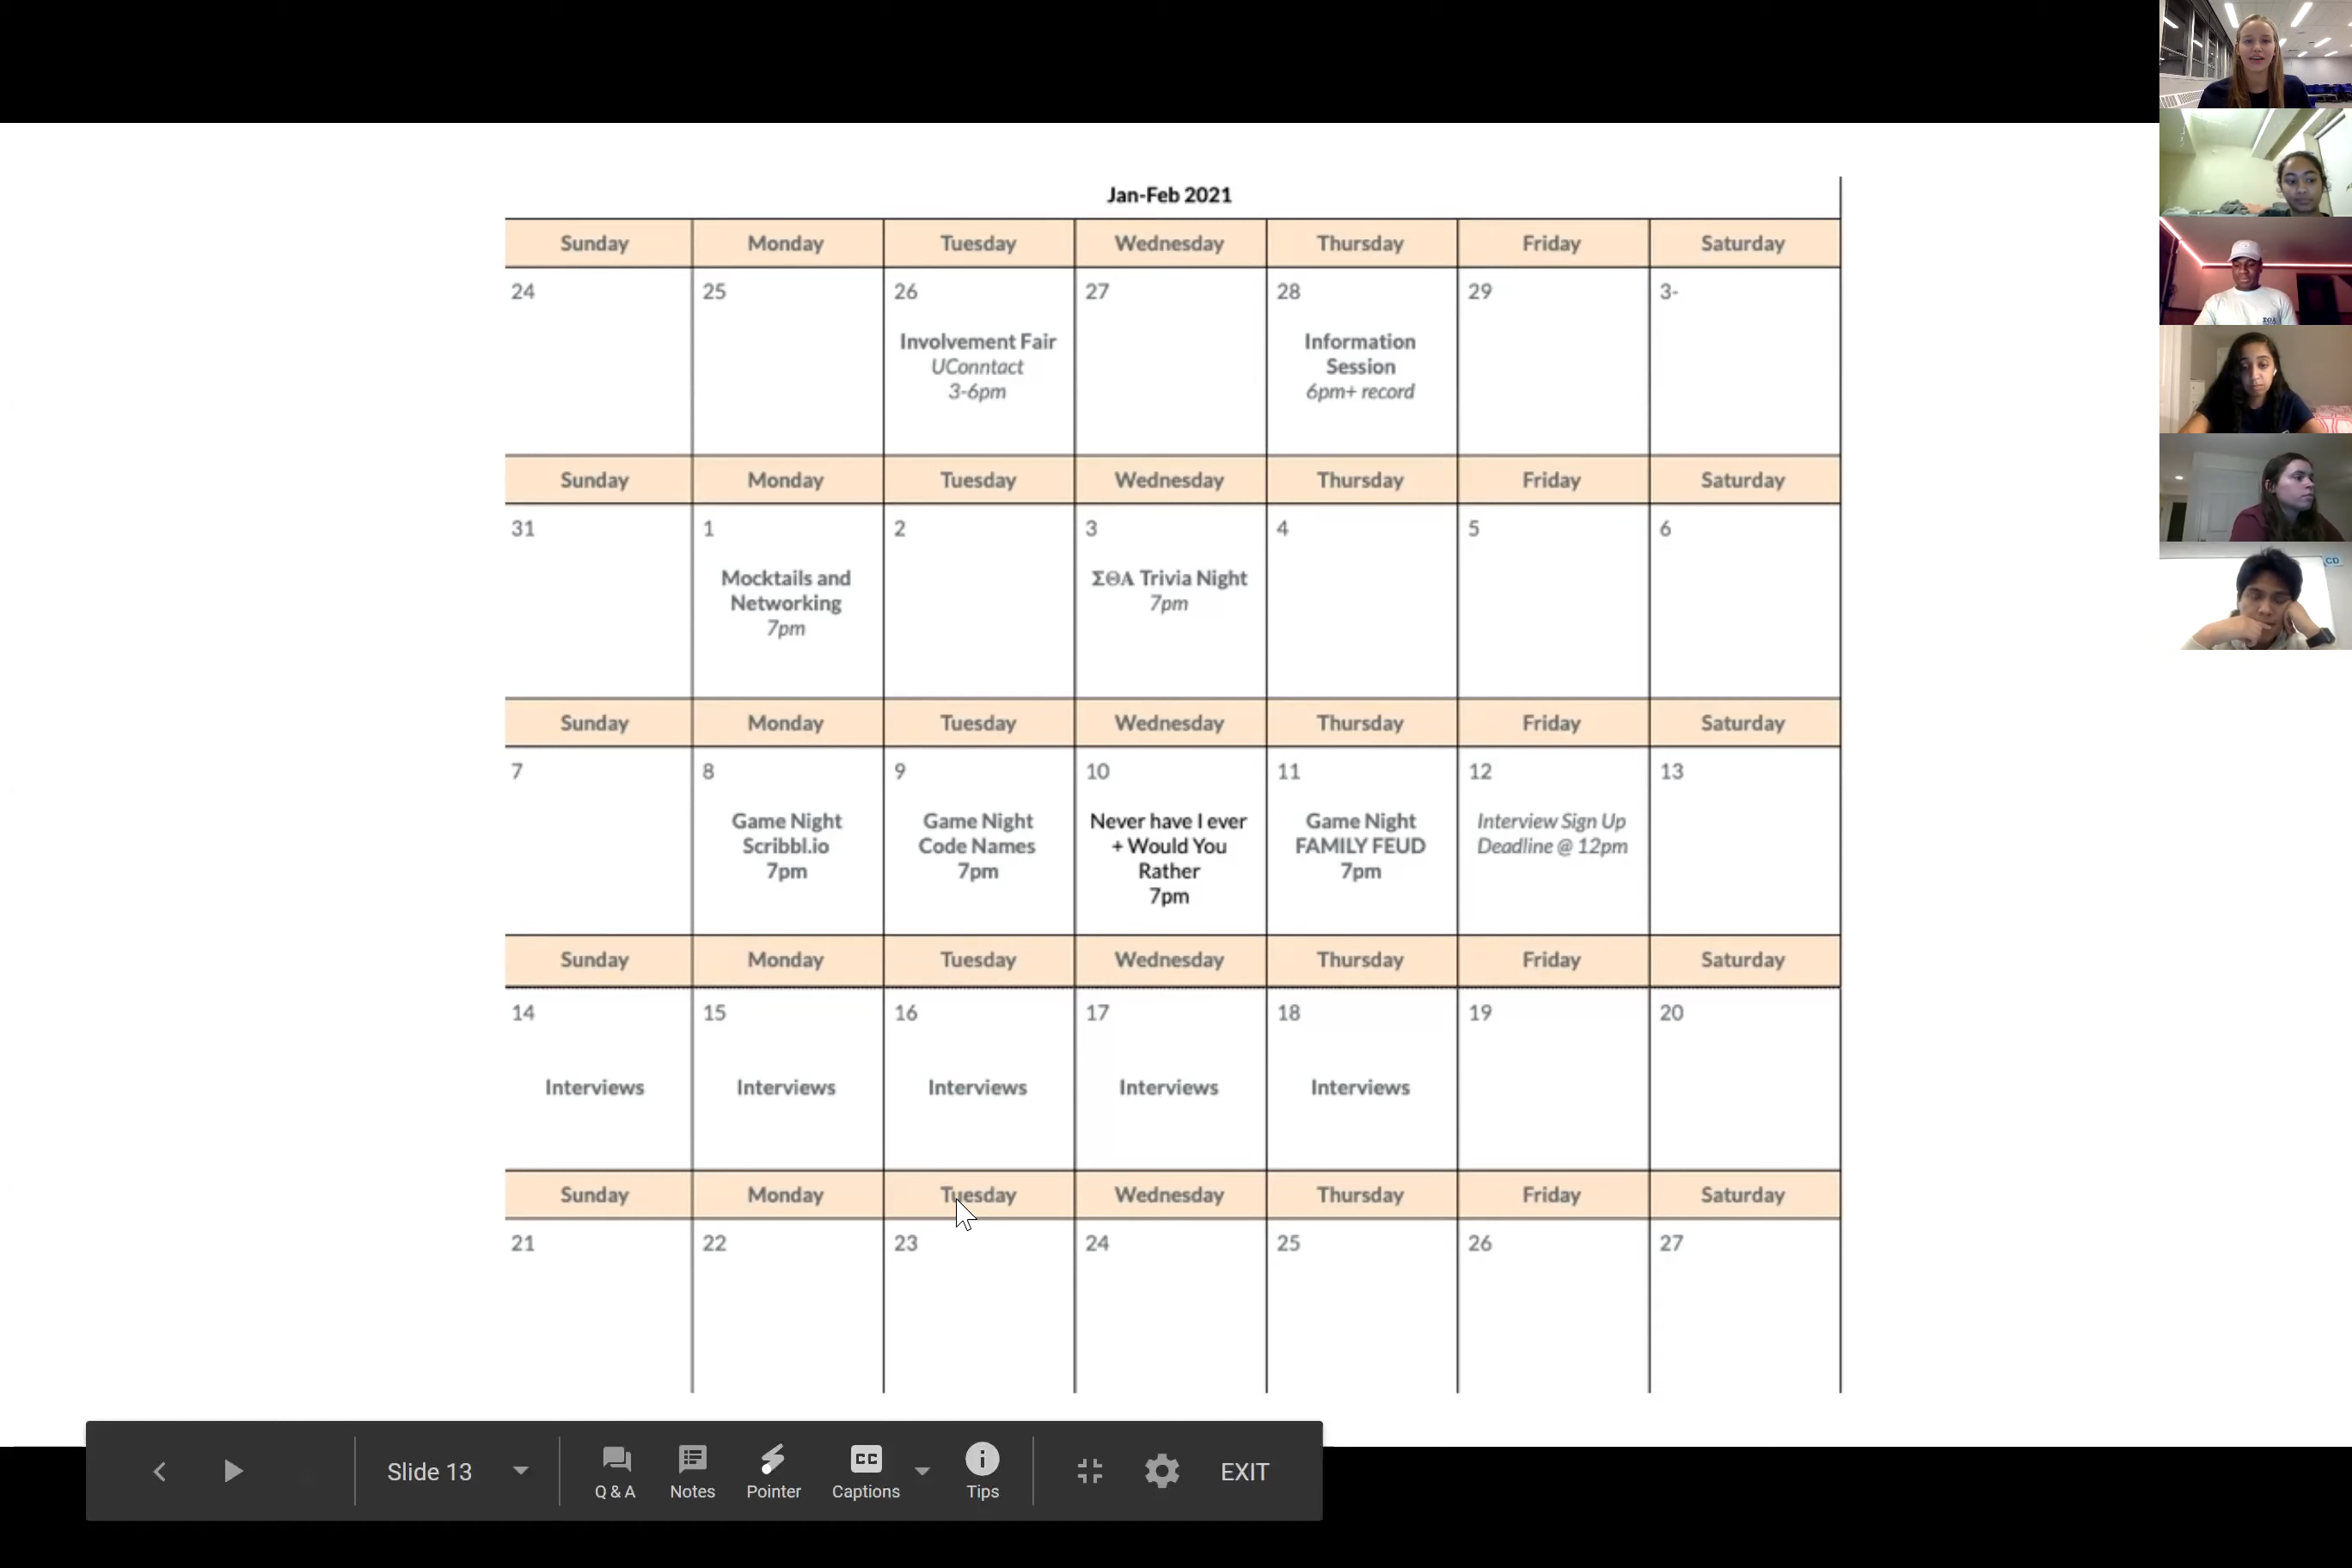 Jan-Feb 2021
Sunday Monday Tuesday Wednesday Thursday Friday Saturday
24 25 26 27 28 29 3-
Involvement Fair
UConntact
3-6pm
Information
Session
6pm+ record
Sunday Monday Tuesday Wednesday Thursday Friday Saturday
31 1 2 3 4 5 6
Mocktails and
Networking
7pm
ΣΘΑ Trivia Night
7pm
Sunday Monday Tuesday Wednesday Thursday Friday Saturday
7 8 9 10 11 12 13
Game Night
Scribbl.io
7pm
Game Night
Code Names
7pm
Never have I ever
+ Would You
Rather
7pm
Game Night
FAMILY FEUD
7pm
Interview Sign Up
Deadline @ 12pm
Sunday Monday Tuesday Wednesday Thursday Friday Saturday
14 15 16 17 18 19 20
Interviews Interviews Interviews Interviews Interviews
Sunday Monday Tuesday Wednesday Thursday Friday Saturday
21 22 23 24 25 26 27
Slide 13
Q & A
Notes
Pointer
CC
Captions
Tips
EXIT
CD